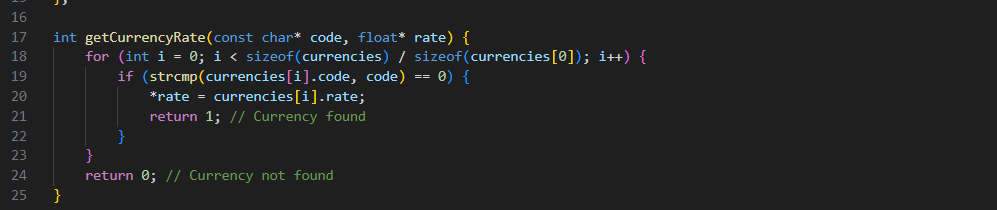 16
17 int getCurrencyRate(const char* code, float* rate) {
18     for (int i = 0; i < sizeof(currencies) / sizeof(currencies[0]); i++) {
19         if (strcmp(currencies[i].code, code) == 0) {
20             *rate = currencies[i].rate;
21             return 1; // Currency found
22         }
23     }
24     return 0; // Currency not found
25 }